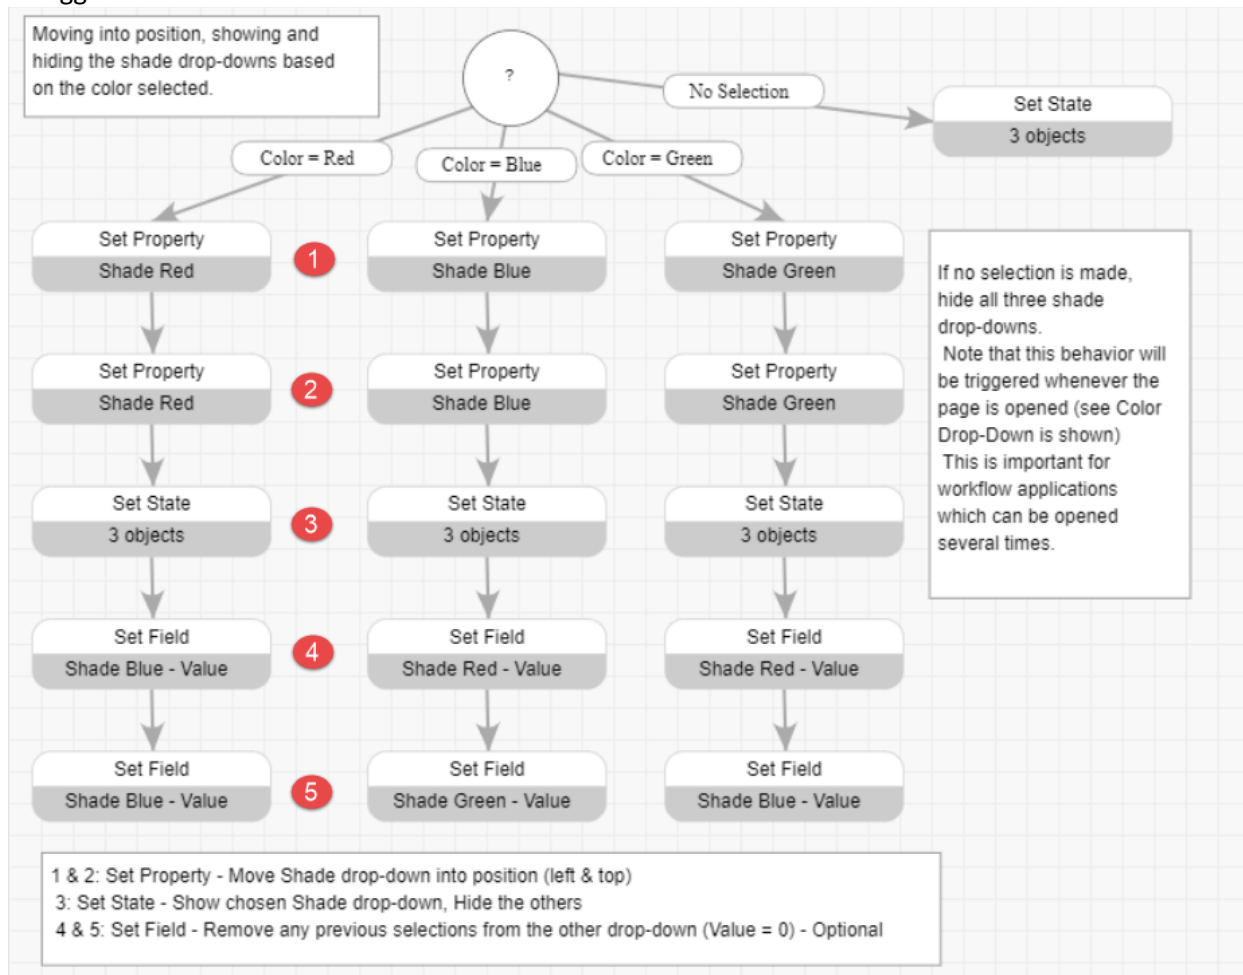 Moving into position, showing and
hiding the shade drop-downs based
on the color selected.
?
No Selection
Set State
3 objects
Color = Red
Color = Blue
Color = Green
Set Property
Shade Red
1
Set Property
Shade Blue
Set Property
Shade Green
If no selection is made,
hide all three shade
drop-downs.
Note that this behavior will
be triggered whenever the
page is opened (see Color
Drop-Down is shown)
This is important for
workflow applications
which can be opened
several times.
Set Property
Shade Red
2
Set Property
Shade Blue
Set Property
Shade Green
Set State
3 objects
3
Set State
3 objects
Set State
3 objects
Set Field
Shade Blue - Value
4
Set Field
Shade Red - Value
Set Field
Shade Red - Value
Set Field
Shade Blue - Value
5
Set Field
Shade Green - Value
Set Field
Shade Blue - Value
1 & 2: Set Property - Move Shade drop-down into position (left & top)
3: Set State - Show chosen Shade drop-down, Hide the others
4 & 5: Set Field - Remove any previous selections from the other drop-down (Value = 0) - Optional